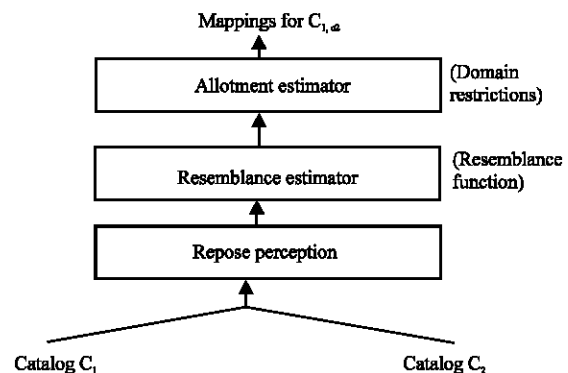 Mappings for C1, c2
Allotment estimator
(Domain
restrictions)
Resemblance estimator
(Resemblance
function)
Repose perception
Catalog C1
Catalog C2